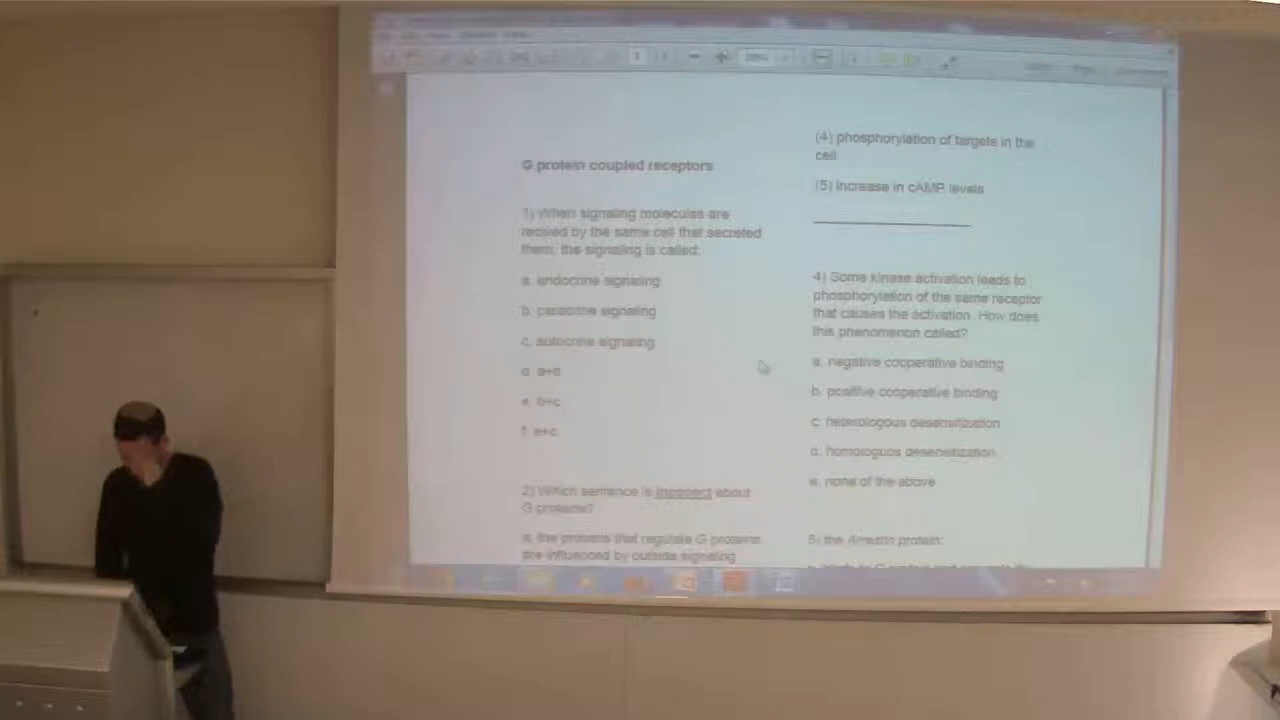 G protein coupled receptors
1) When signaling molecules are
recived by the same cell that secreted
them, the signaling is called:
a. endocrine signaling
b. paracrine signaling
c. autocrine signaling
d. a+b
e. b+c
f. a+c
2) Which sentence is incorrect about
G proteins?
a. the proteins that regulate G proteins
are influenced by outside signaling
(4) phosphorylation of targets in the
cell
(5) Increase in cAMP levels
4) Some kinase activation leads to
phosphorylation of the same receptor
that causes the activation. How does
this phenomenon called?
a. negative cooperative binding
b. positive cooperative binding
c. heterologous desensitization
d. homologous desensitization
e. none of the above
5) the Arrestin protein: